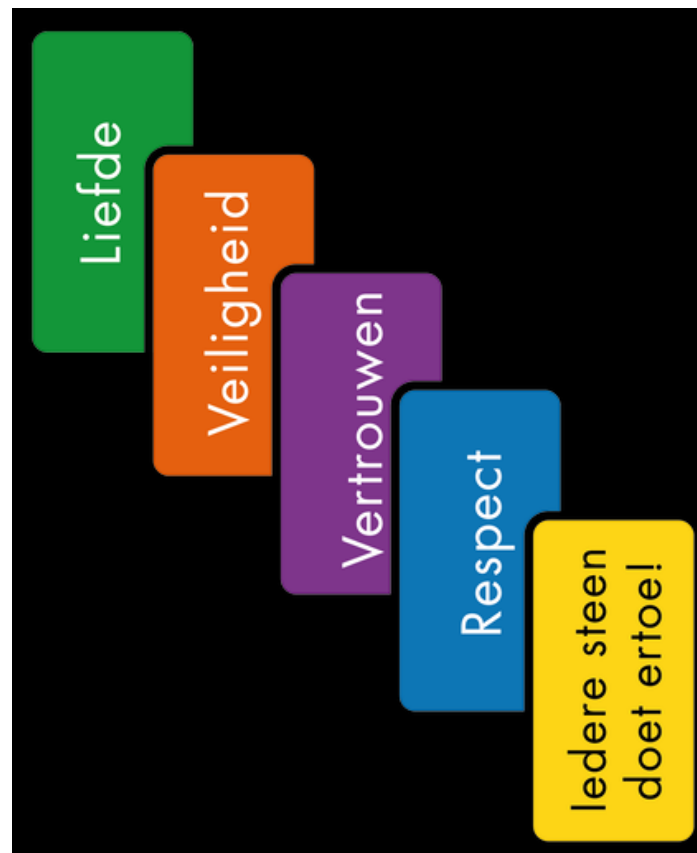 Liefde
Veiligheid
Vertrouwen
Respect
Iedere steen
doet ertoe!